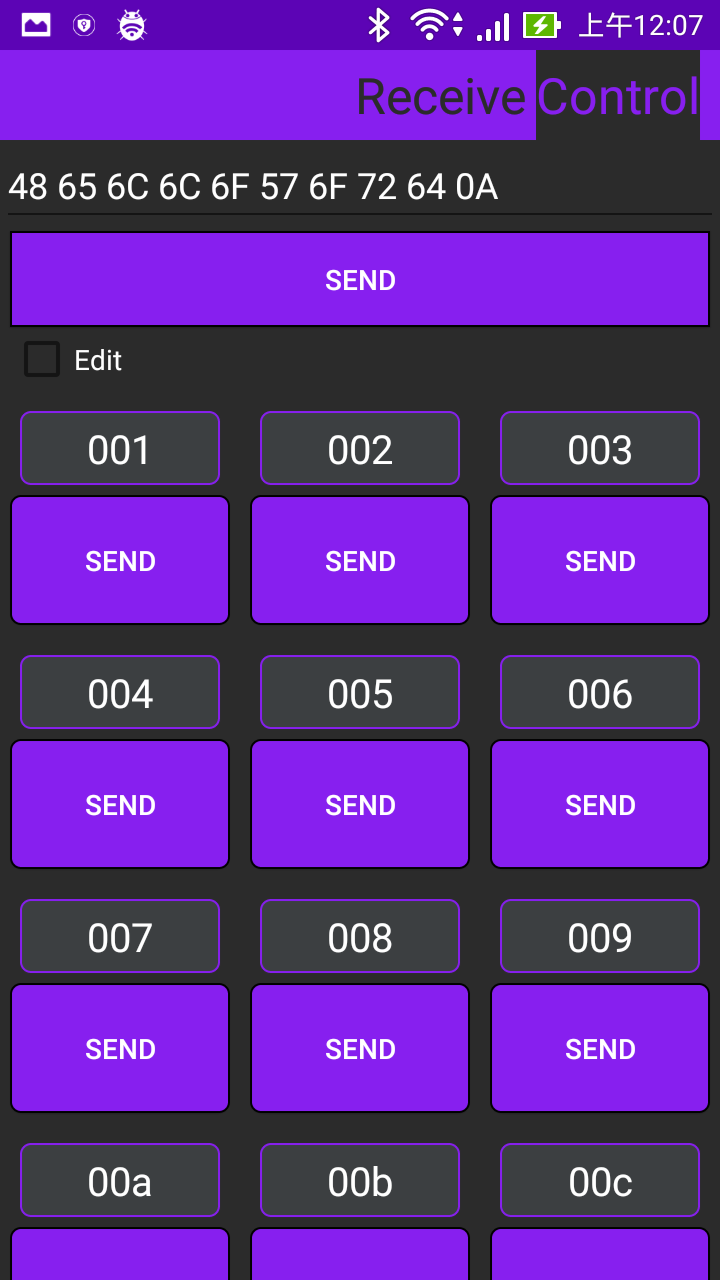 上午12:07
Receive Control
48 65 6C 6C 6F 57 6F 72 64 0A
SEND
Edit
001 002 003
SEND SEND SEND
004 005 006
SEND SEND SEND
007 008 009
SEND SEND SEND
00a 00b 00c